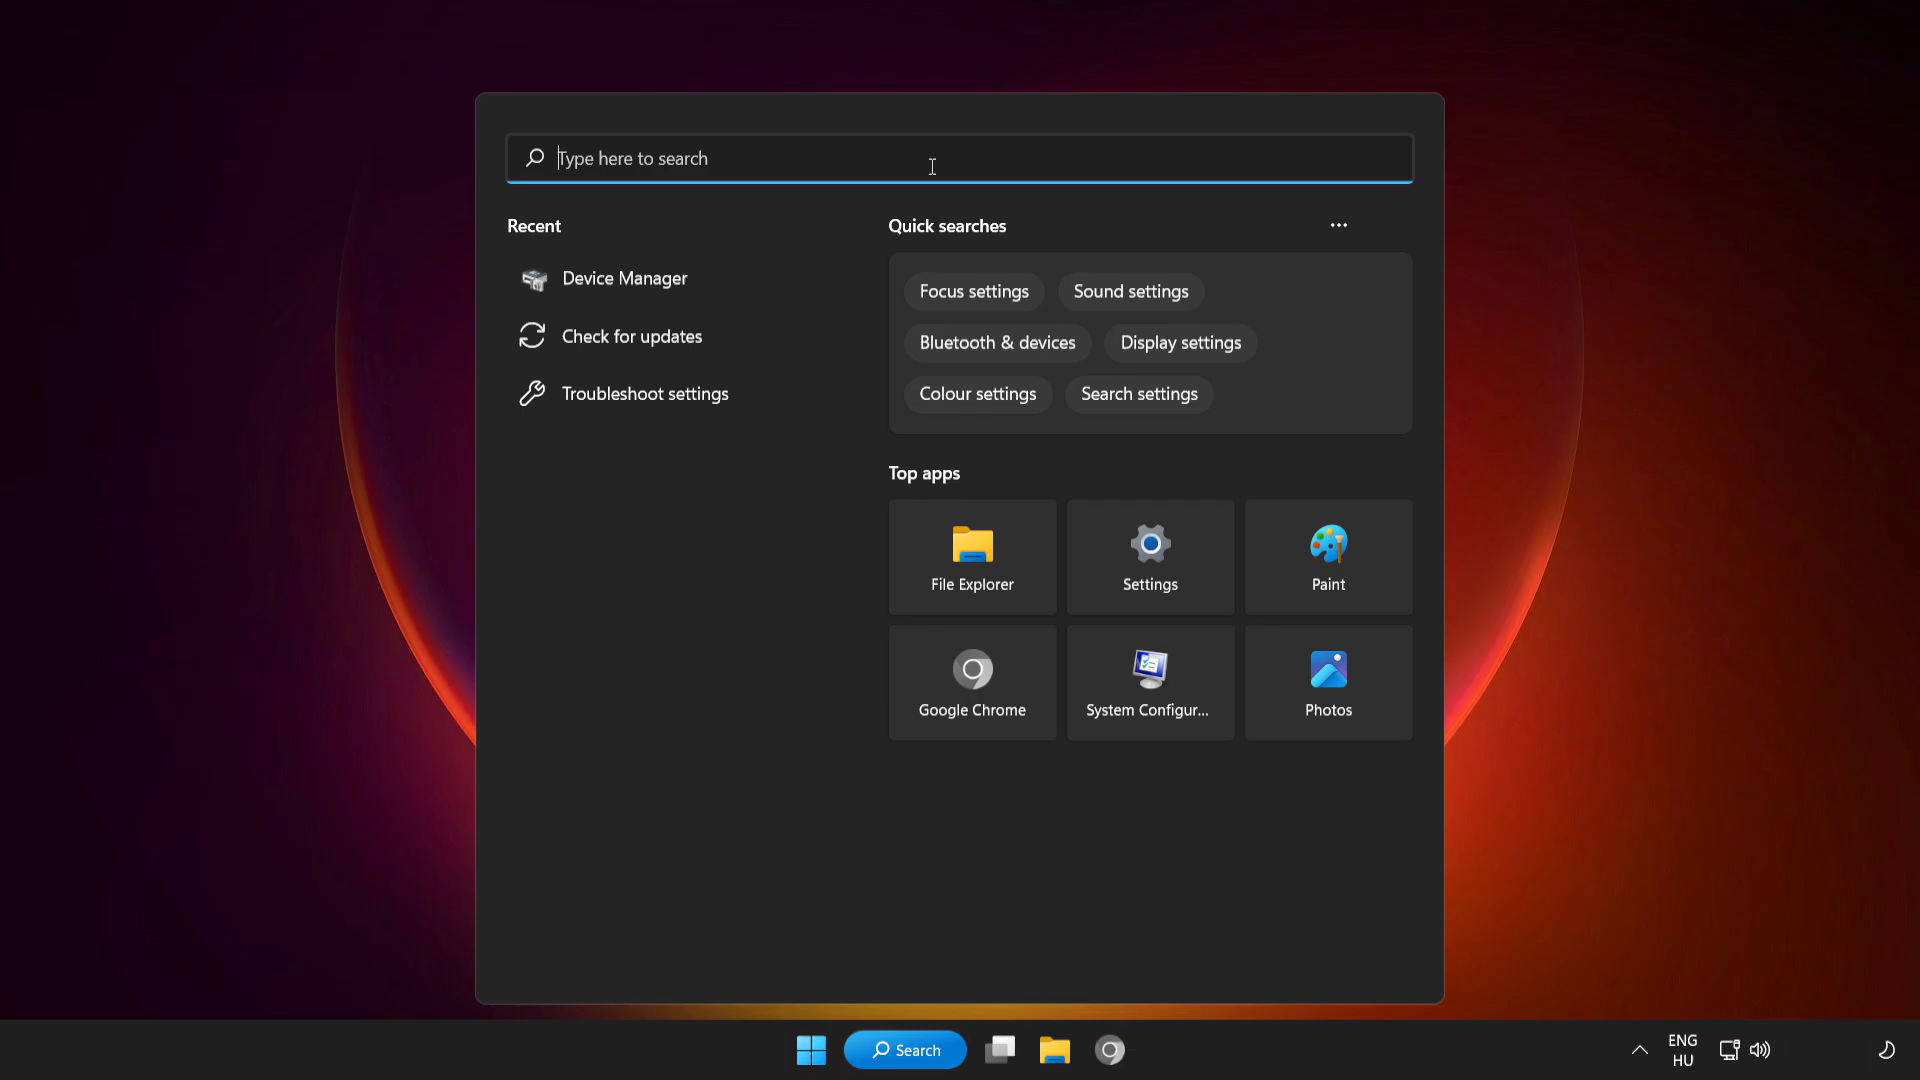 Type here to search
Recent
Device Manager
Check for updates
Troubleshoot settings
Quick searches
Focus settings
Sound settings
Bluetooth & devices
Display settings
Colour settings
Search settings
Top apps
File Explorer
Settings
Paint
Google Chrome
System Configur...
Photos
Search
ENG
HU